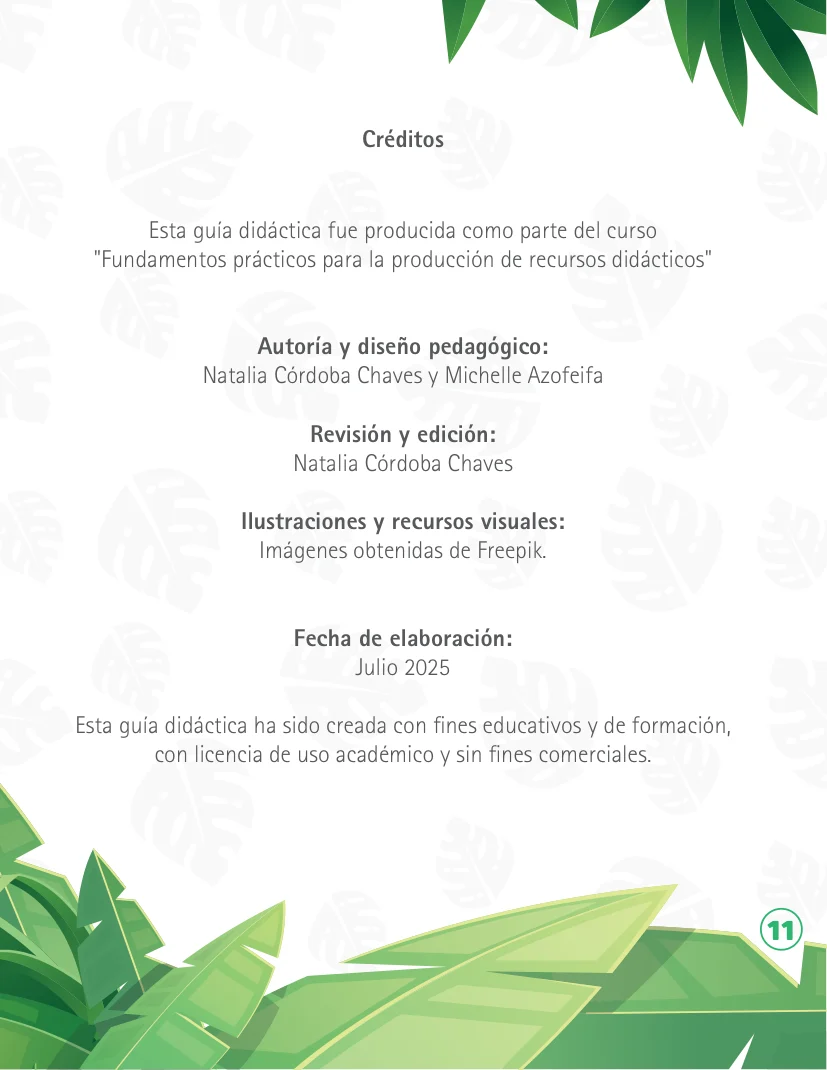 Créditos
Esta guía didáctica fue producida como parte del curso
"Fundamentos prácticos para la producción de recursos didácticos"
Autoría y diseño pedagógico:
Natalia Córdoba Chaves y Michelle Azofeifa
Revisión y edición:
Natalia Córdoba Chaves
Ilustraciones y recursos visuales:
Imágenes obtenidas de Freepik.
Fecha de elaboración:
Julio 2025
Esta guía didáctica ha sido creada con fines educativos y de formación,
con licencia de uso académico y sin fines comerciales.
11